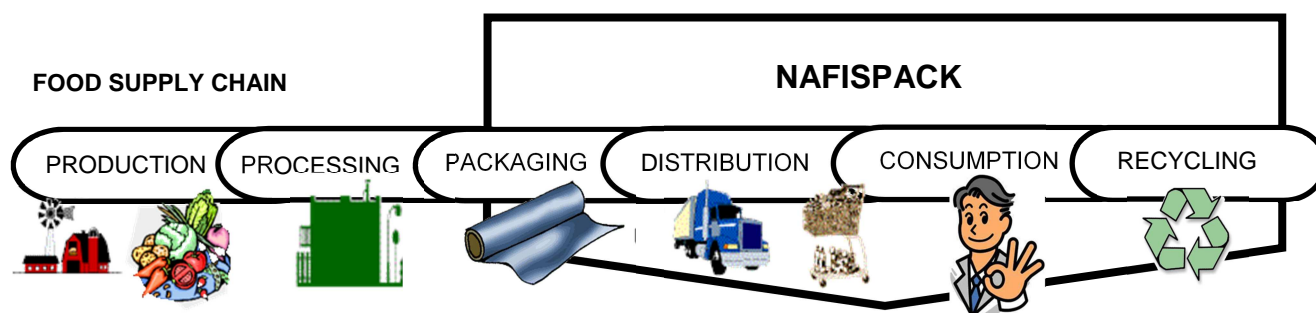 NAFISPACK
FOOD SUPPLY CHAIN
PRODUCTION PROCESSING PACKAGING DISTRIBUTION CONSUMPTION RECYCLING